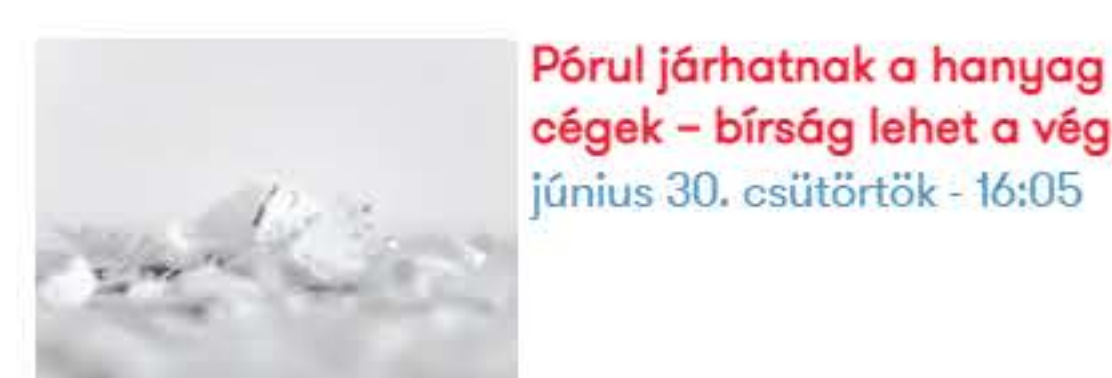 Pórul járhatnak a hanyag
cégek – bírság lehet a vég
június 30. csütörtök - 16:05